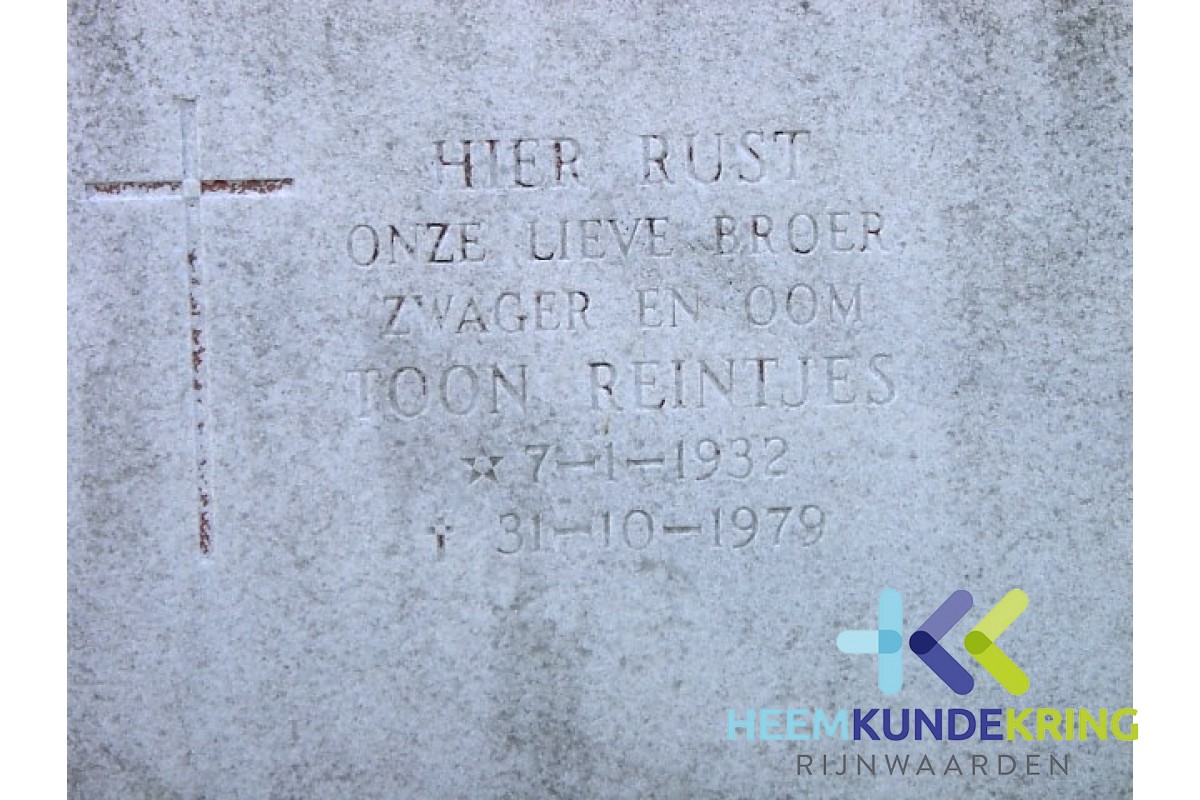 HIER RUST
ONZE LIEVE BROER
ZWAGER EN OOM
TOON REINTJES
☆ 7-1-1932
† 31-10-1979
HEEMKUNDEKRING
RIJNWAARDEN